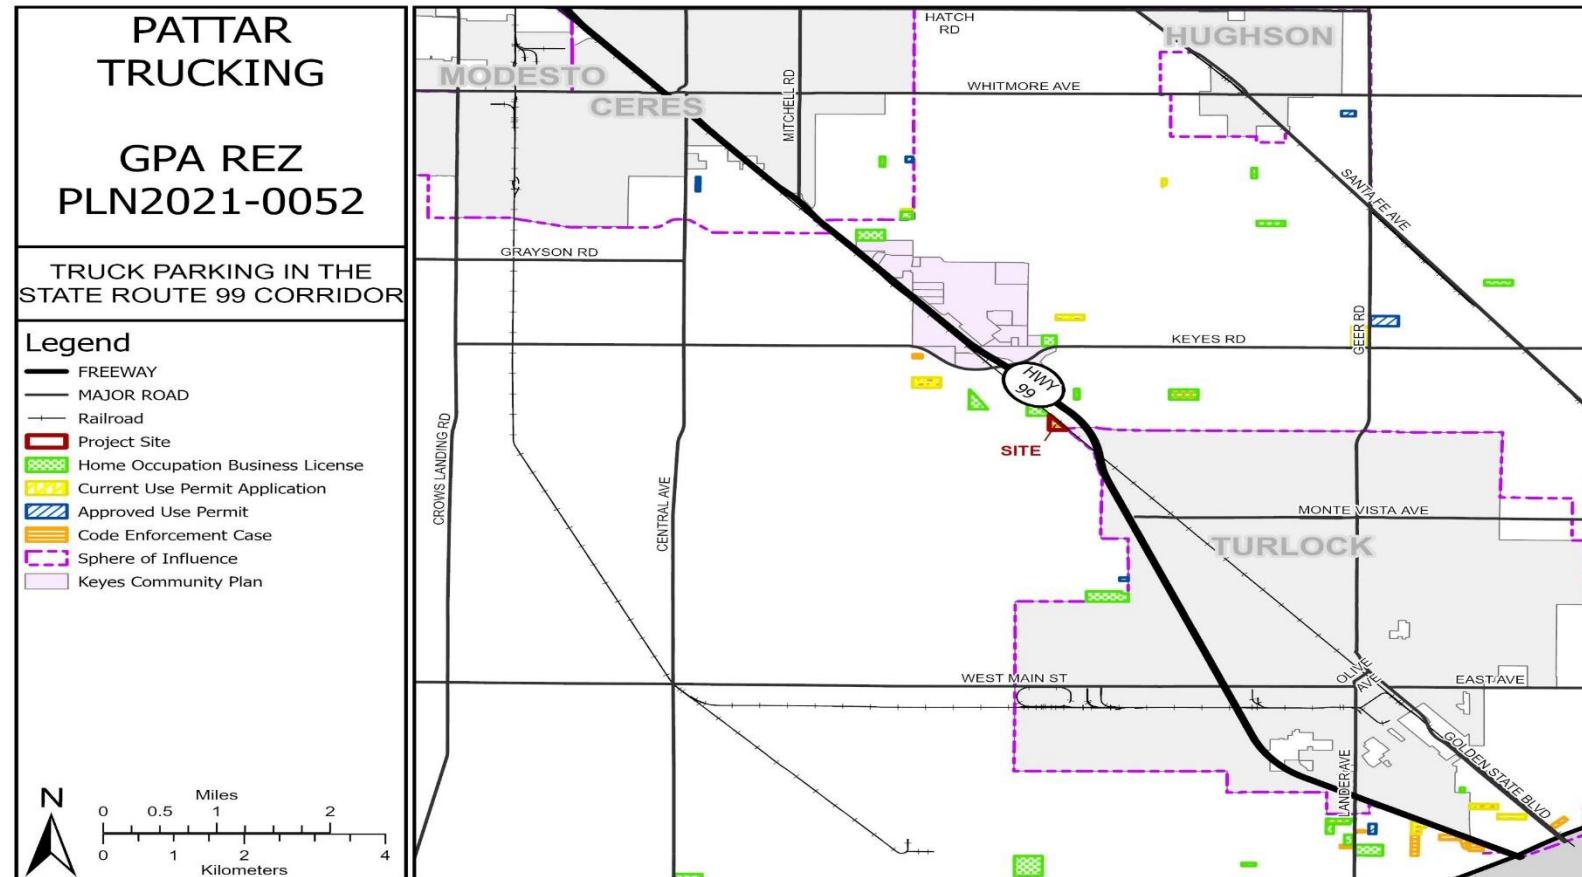 PATTAR
TRUCKING
GPA REZ
PLN2021-0052
TRUCK PARKING IN THE
STATE ROUTE 99 CORRIDOR
Legend
FREEWAY
MAJOR ROAD
Railroad
Project Site
Home Occupation Business License
Current Use Permit Application
Approved Use Permit
Code Enforcement Case
Sphere of Influence
Keyes Community Plan
N
Miles
0 0.5 1 2
0 1 2 4
Kilometers
HATCH
RD
HUGHSON
MODESTO
CERES
MITCHELL RD
WHITMORE AVE
SANTA FE AVE
GRAYSON RD
GEER RD
KEYES RD
HWY
99
SITE
CROWS LANDING RD
CENTRAL AVE
MONTE VISTA AVE
TURLOCK
WEST MAIN ST
OLIVE
AVE
EAST AVE
LANDER AVE
GOLDEN STATE BLVD